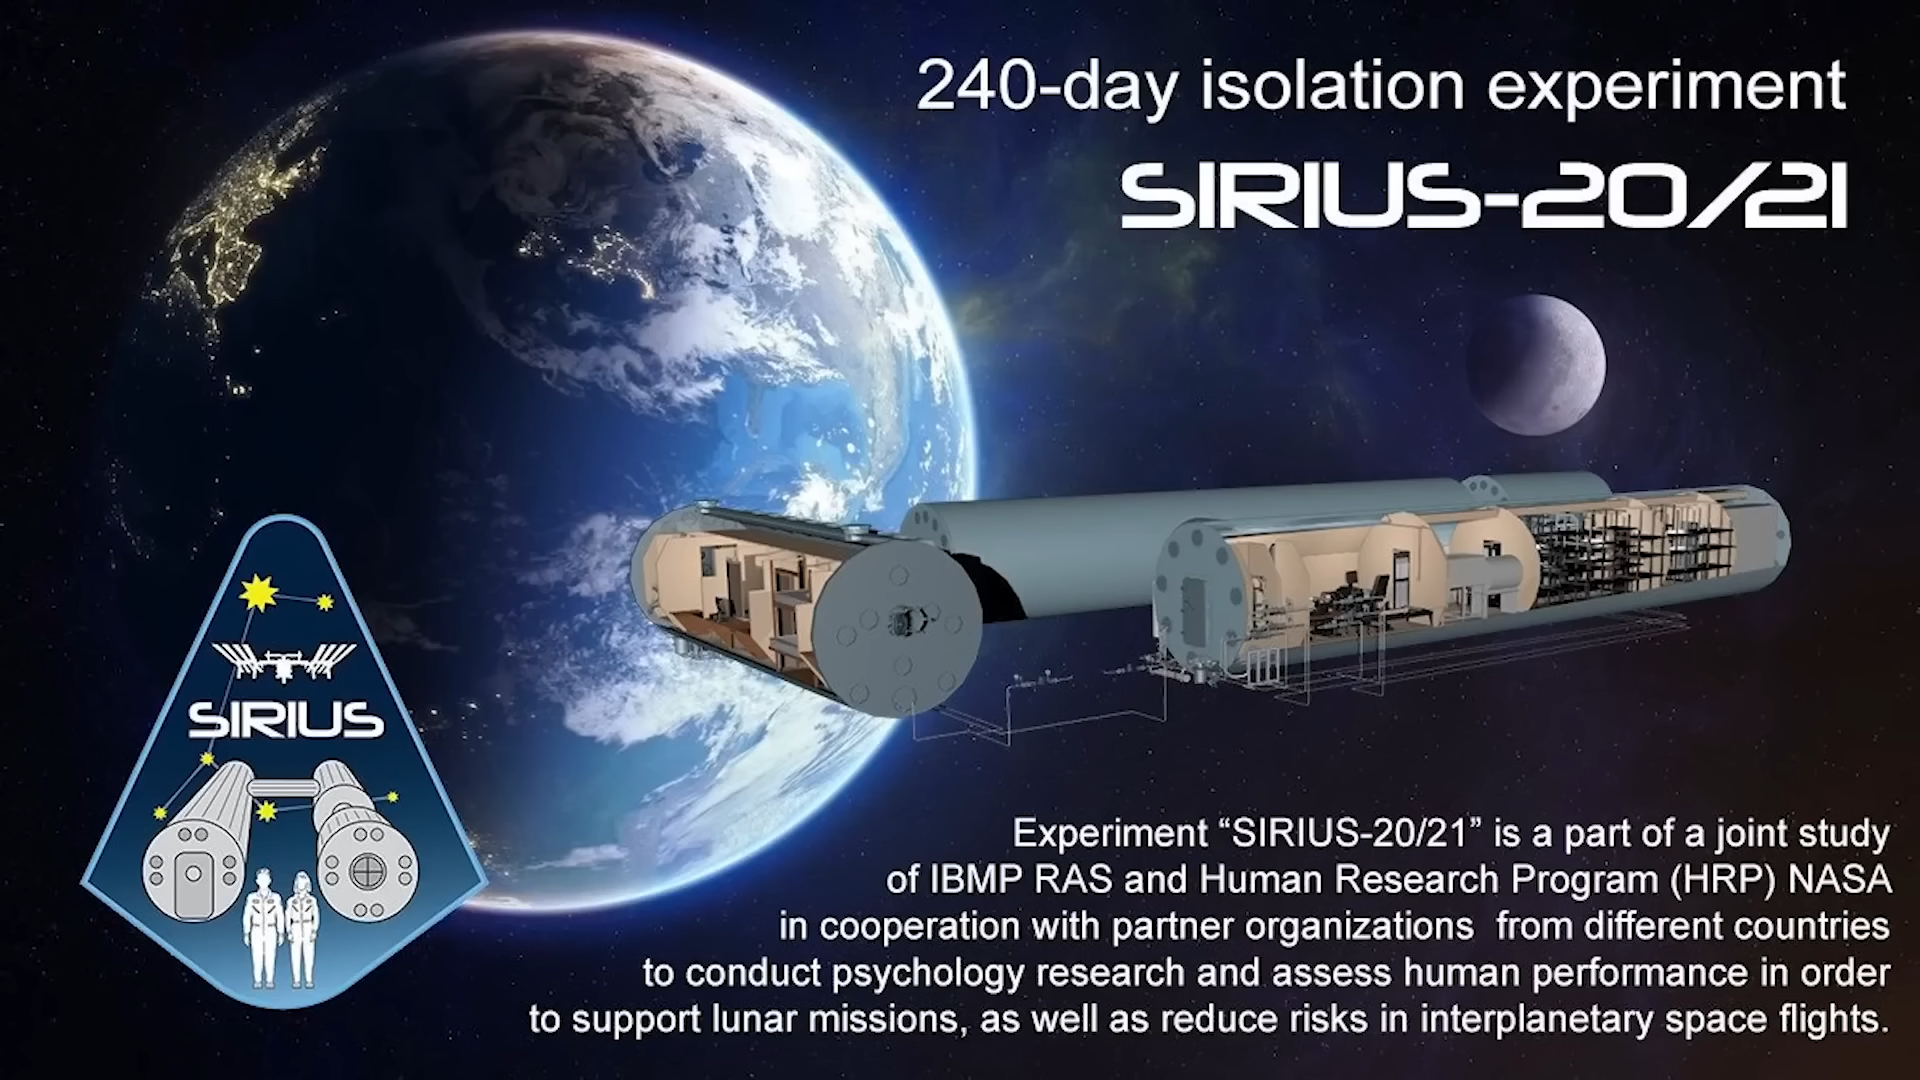 240-day isolation experiment
SIRIUS-20/21
SIRIUS
Experiment “SIRIUS-20/21” is a part of a joint study
of IBMP RAS and Human Research Program (HRP) NASA
in cooperation with partner organizations from different countries
to conduct psychology research and assess human performance in order
to support lunar missions, as well as reduce risks in interplanetary space flights.